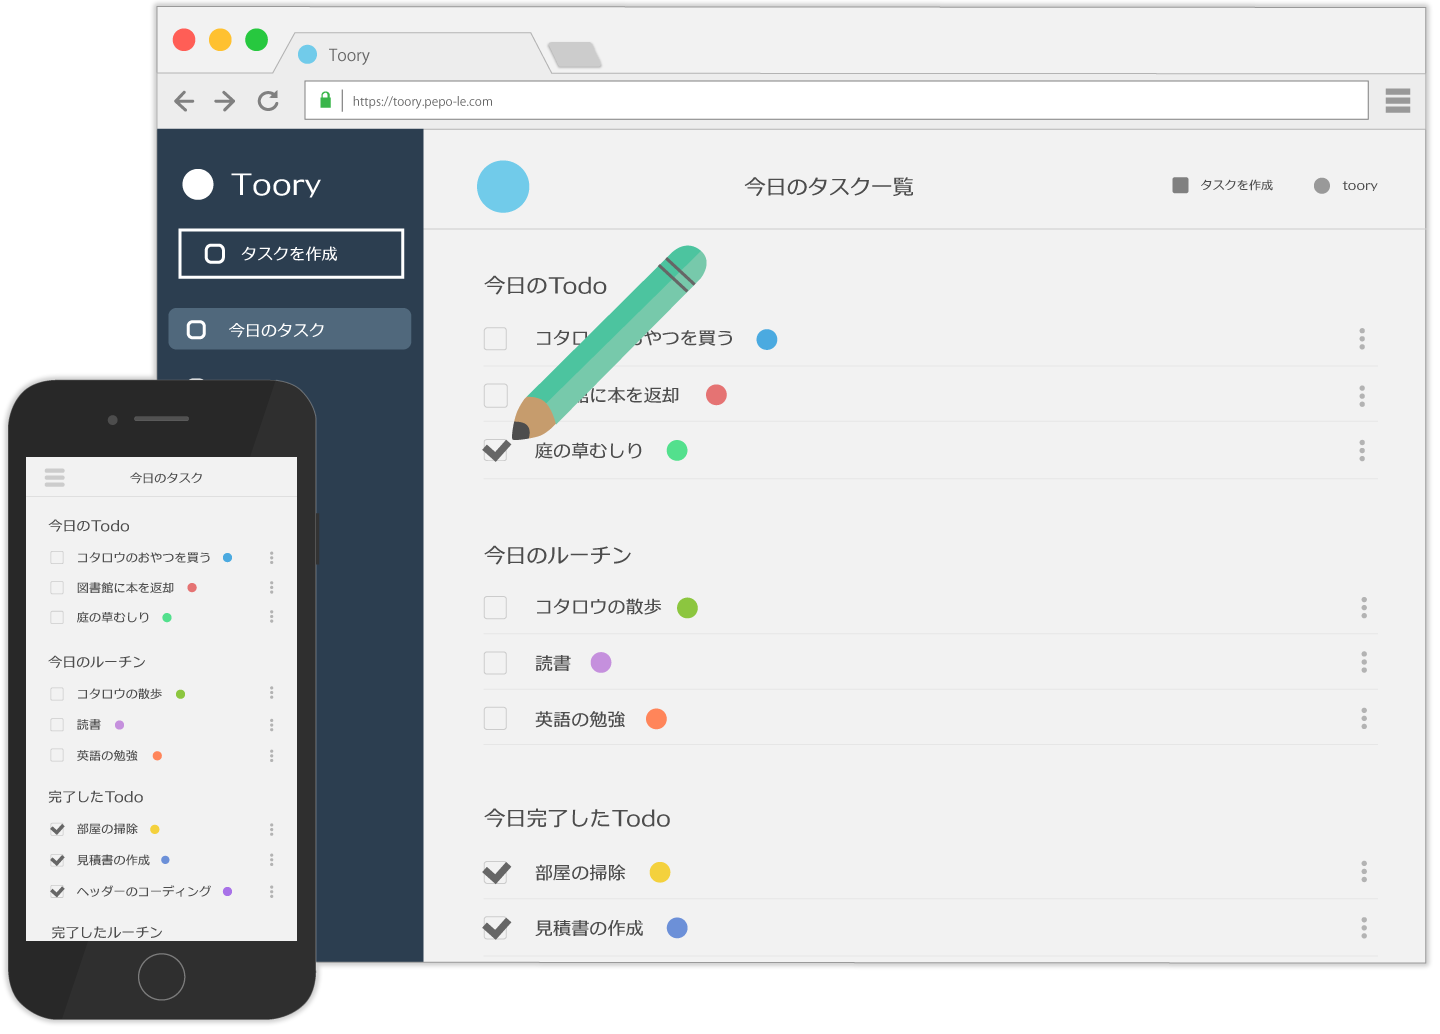 Toory
https://toory.pepo-le.com
Toory
タスクを作成
今日のタスク
今日のタスク一覧
タスクを作成
toory
今日のTodo
コタロ やつを買う
に本を返却
庭の草むしり
今日のルーチン
コタロウの散歩
読書
英語の勉強
今日完了したTodo
部屋の掃除
見積書の作成
今日のタスク
今日のTodo
コタロウのおやつを買う
図書館に本を返却
庭の草むしり
今日のルーチン
コタロウの散歩
読書
英語の勉強
完了したTodo
部屋の掃除
見積書の作成
ヘッダーのコーディング
完了したルーチン